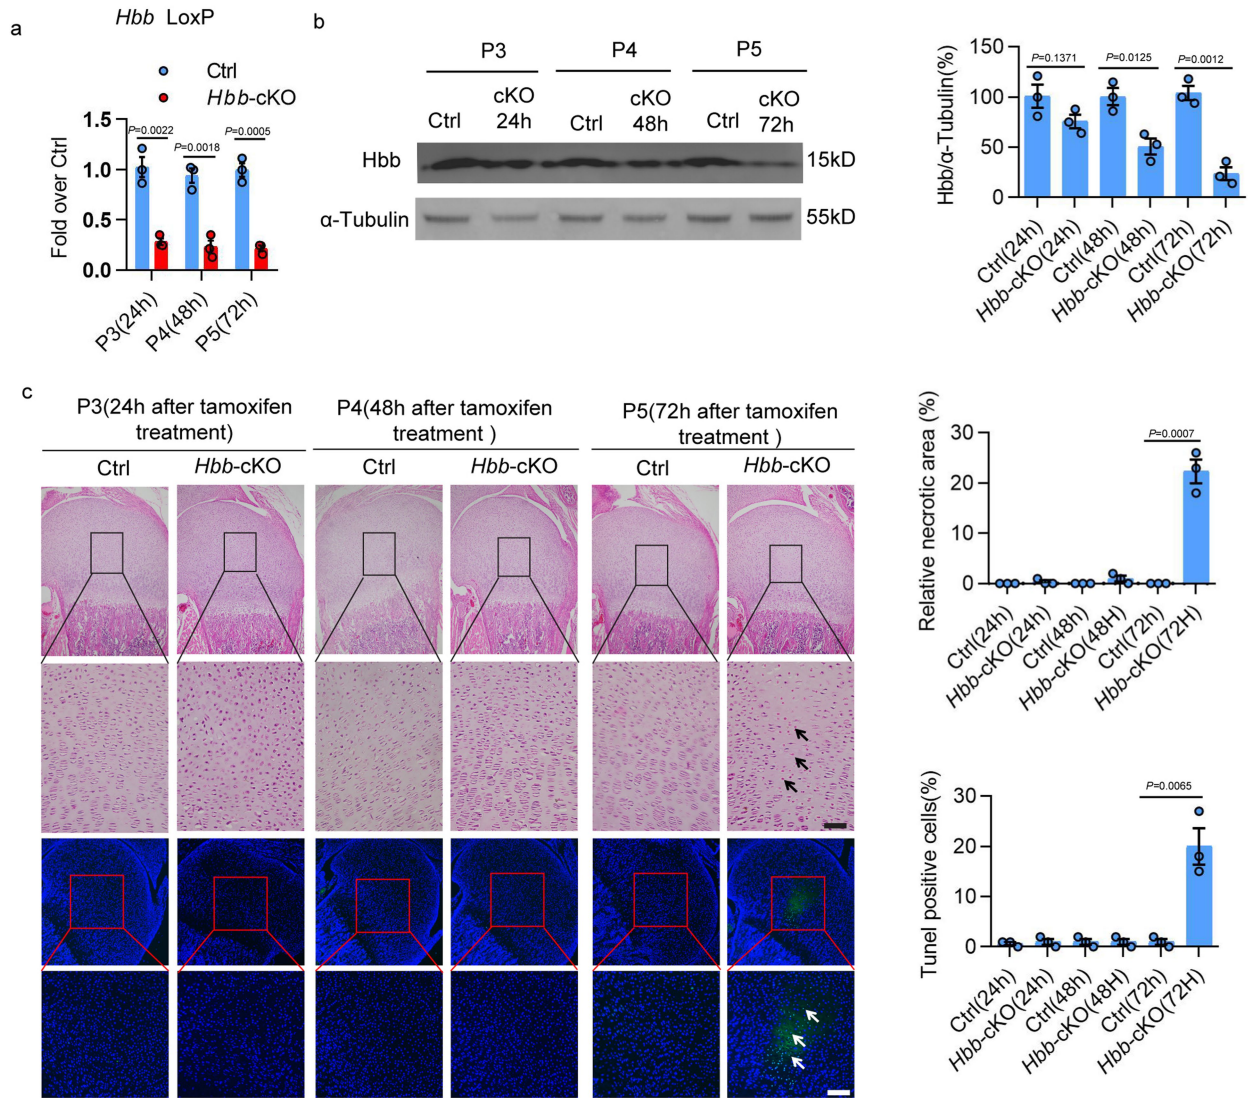 a
Hbb LoxP
Ctrl
Hbb-cKO
P=0.0022
P=0.0018
P=0.0005
Fold over Ctrl
1.5
1.0
0.5
0.0
P3(24h)
P4(48h)
P5(72h)
b
P3 P4 P5
Ctrl cKO 24h Ctrl cKO 48h Ctrl cKO 72h
Hbb 15kD
α-Tubulin 55kD
Hbb/α-Tubulin(%)
150
100
50
0
P=0.1371
P=0.0125
P=0.0012
Ctrl(24h)
Hbb-cKO(24h)
Ctrl(48h)
Hbb-cKO(48h)
Ctrl(72h)
Hbb-cKO(72h)
c
P3(24h after tamoxifen
treatment)
P4(48h after tamoxifen
treatment )
P5(72h after tamoxifen
treatment )
Ctrl Hbb-cKO Ctrl Hbb-cKO Ctrl Hbb-cKO
Relative necrotic area (%)
30
20
10
0
P=0.0007
Ctrl(24h)
Hbb-cKO(24h)
Ctrl(48h)
Hbb-cKO(48H)
Ctrl(72h)
Hbb-cKO(72H)
Tunel positive cells(%)
30
20
10
0
P=0.0065
Ctrl(24h)
Hbb-cKO(24h)
Ctrl(48h)
Hbb-cKO(48H)
Ctrl(72h)
Hbb-cKO(72H)